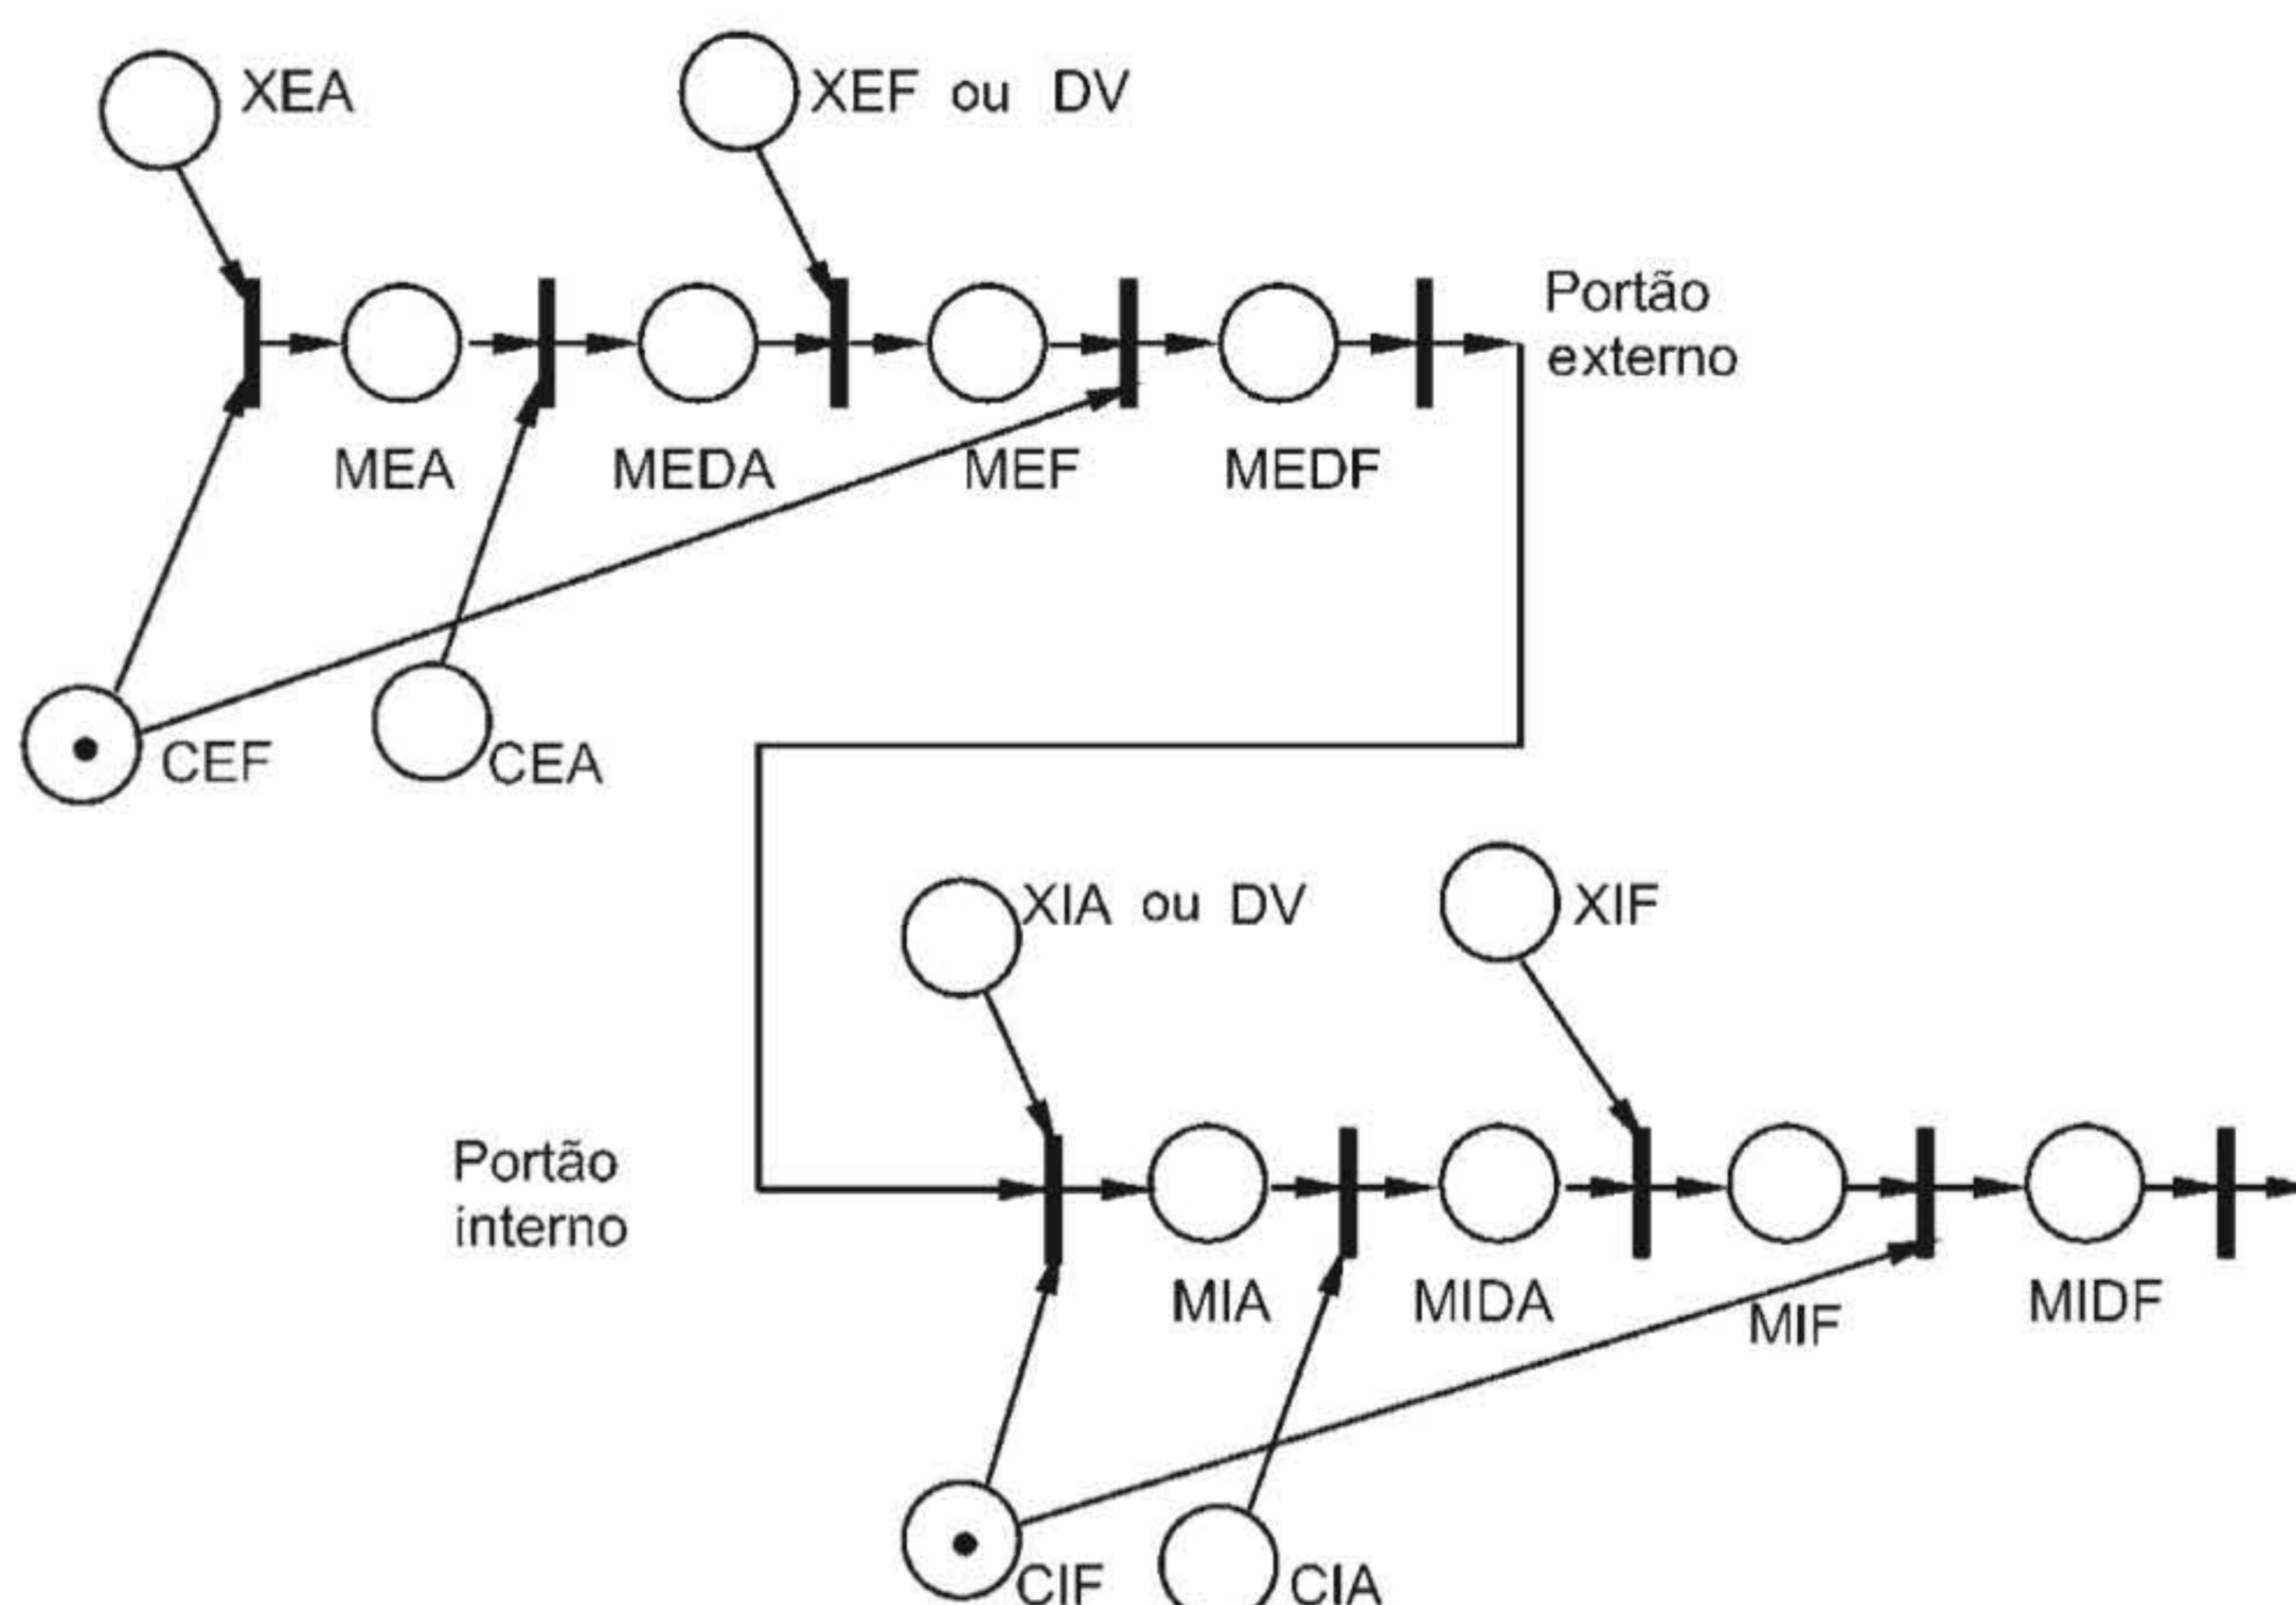 XEA
XEF ou DV
Portão
externo
MEA
MEDA
MEF
MEDF
CEF
CEA
XIA ou DV
XIF
Portão
interno
MIA
MIDA
MIF
MIDF
CIF
CIA